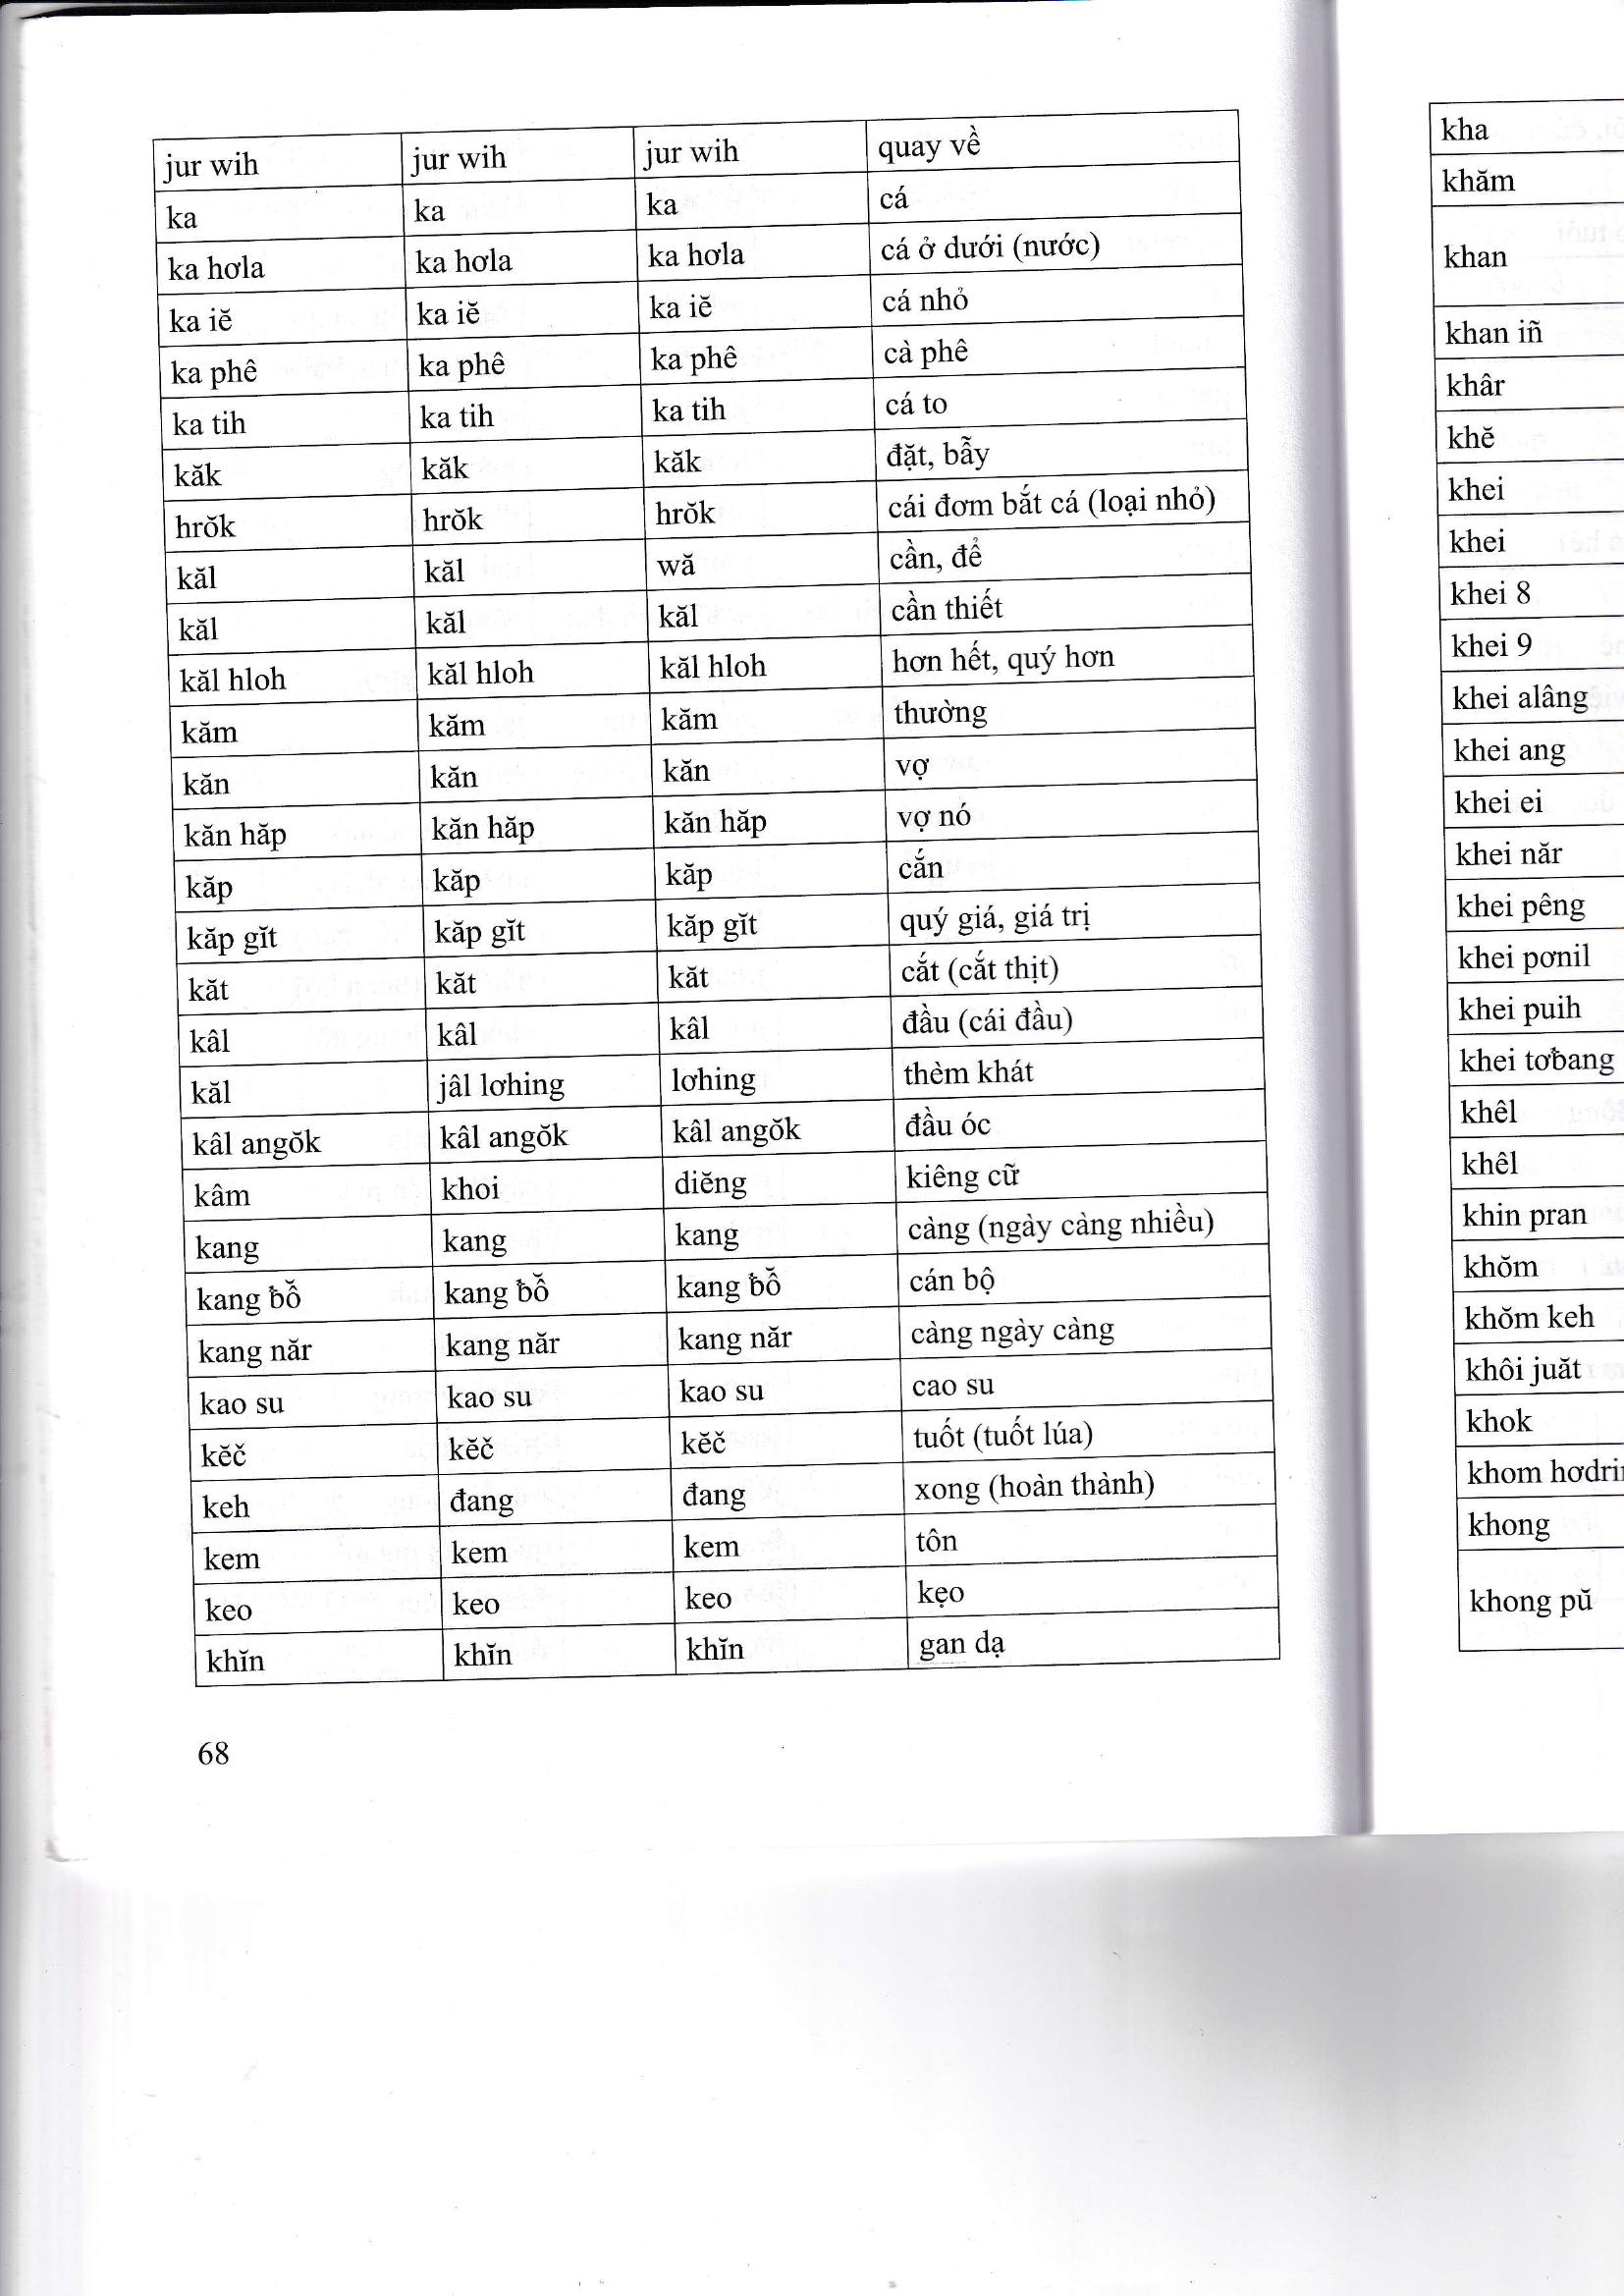 jur wih jur wih jur wih quay về
ka ka ka cá
ka hơla ka hơla ka hơla cá ở dưới (nước)
ka iĕ ka iĕ ka iĕ cá nhỏ
ka phê ka phê ka phê cà phê
ka tih ka tih ka tih cá to
kăk kăk kăk đặt, bẫy
hrŏk hrŏk hrŏk cái đơm bắt cá (loại nhỏ)
kăl kăl wă cần, để
kăl kăl kăl cần thiết
kăl hloh kăl hloh kăl hloh hơn hết, quý hơn
kăm kăm kăm thường
kăn kăn kăn vợ
kăn hăp kăn hăp kăn hăp vợ nó
kăp kăp kăp cắn
kăp gĭt kăp gĭt kăp gĭt quý giá, giá trị
kăt kăt kăt cắt (cắt thịt)
kâl kâl kâl đầu (cái đầu)
kăl jâl lơhing lơhing thèm khát
kâl angŏk kâl angŏk kâl angŏk đầu óc
kâm khoi diĕng kiêng cữ
kang kang kang càng (ngày càng nhiều)
kang ƀô̆ kang ƀô̆ kang ƀô̆ cán bộ
kang năr kang năr kang năr càng ngày càng
kao su kao su kao su cao su
kĕč kĕč kĕč tuốt (tuốt lúa)
keh đang đang xong (hoàn thành)
kem kem kem tôn
keo keo keo kẹo
khĭn khĭn khĭn gan dạ
68
kha
khăm
khan
khan iñ
khâr
khĕ
khei
khei
khei 8
khei 9
khei alâng
khei ang
khei ei
khei năr
khei pêng
khei pơnil
khei puih
khei tơƀang
khêl
khêl
khin pran
khŏm
khŏm keh
khôi juăt
khok
khom
khong
khong pŭ